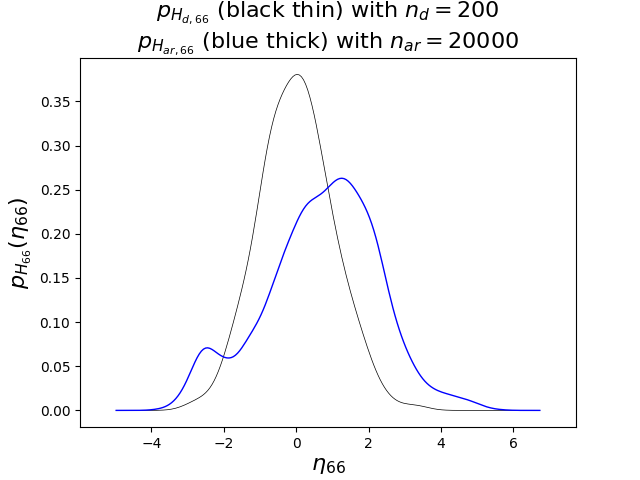 $p_{H_{d,66}}$ (black thin) with $n_d = 200$
$p_{H_{ar,66}}$ (blue thick) with $n_{ar} = 20000$
0.35
0.30
0.25
0.20
0.15
0.10
0.05
0.00
$p_{H_{66}}(\eta_{66})$
−4 −2 0 2 4 6
$\eta_{66}$